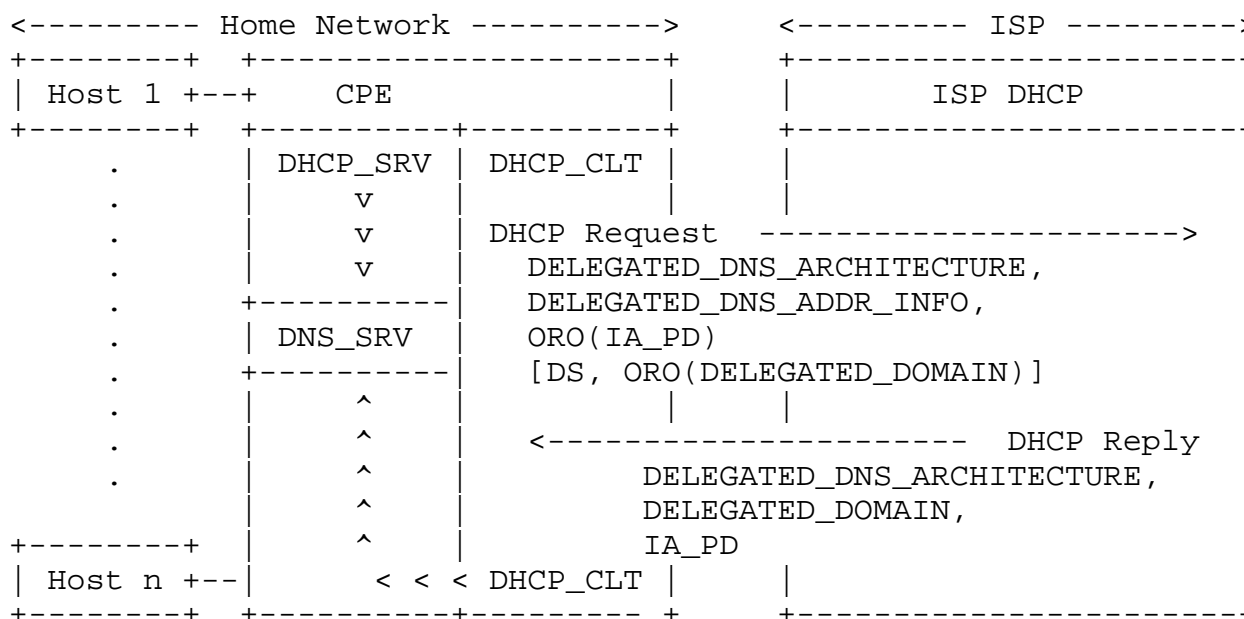 <--------- Home Network ---------->     <--------- ISP --------->
+--------+  +---------------------+     +------------------------
| Host 1 +--+    CPE              |     |       ISP DHCP
+--------+  +----------+----------+     +------------------------
     .      | DHCP_SRV | DHCP_CLT |     |
     .      |     v    |          |     |
     .      |     v    | DHCP Request  ---------------------->
     .      |     v    |   DELEGATED_DNS_ARCHITECTURE,
     .      +----------|   DELEGATED_DNS_ADDR_INFO,
     .      | DNS_SRV  |   ORO(IA_PD)
     .      +----------|   [DS, ORO(DELEGATED_DOMAIN)]
     .      |     ^    |          |     |
     .      |     ^    |   <----------------------  DHCP Reply
     .      |     ^    |         DELEGATED_DNS_ARCHITECTURE,
            |     ^    |         DELEGATED_DOMAIN,
+--------+  |     ^    |         IA_PD
| Host n +--|      < < < DHCP_CLT |     |
+--------+  +----------+--------- +     +------------------------